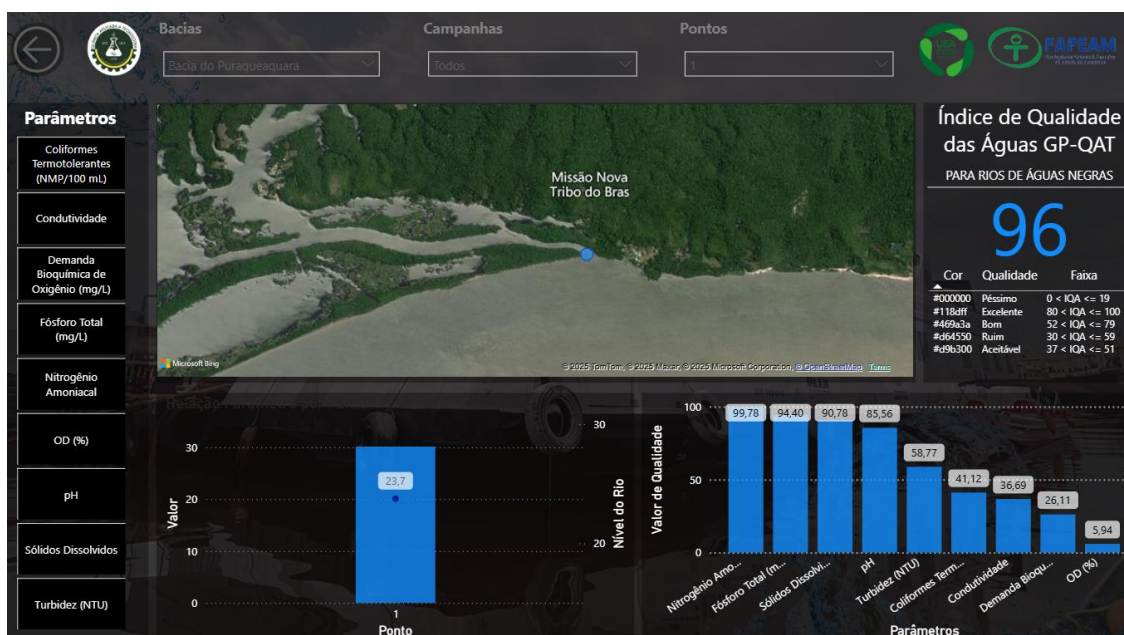 Bacias
Campanhas
Pontos
Bacia do Puraquequara
Todos
1
UEA
FAPEAM
Parâmetros
Coliformes
Termotolerantes
(NMP/100 mL)
Condutividade
Demanda
Bioquímica de
Oxigênio (mg/L)
Fósforo Total
(mg/L)
Nitrogênio
Amoniacal
OD (%)
pH
Sólidos Dissolvidos
Turbidez (NTU)
Missão Nova
Tribo do Bras
Microsoft Bing
© 2025 TomTom, © 2025 Maxar, © 2025 Microsoft Corporation, © OpenStreetMap Terms
Índice de Qualidade
das Águas GP-QAT
PARA RIOS DE ÁGUAS NEGRAS
96
Cor Qualidade Faixa
#000000 Péssimo 0 < IQA <= 19
#118dff Excelente 80 < IQA <= 100
#469a3a Bom 52 < IQA <= 79
#d64550 Ruim 30 < IQA <= 59
#d9b300 Aceitável 37 < IQA <= 51
Valor
30
20
10
0
23,7
1
Ponto
30
20
Nível do Rio
Valor de Qualidade
100
50
0
99,78 94,40 90,78 85,56 58,77 41,12 36,69 26,11 5,94
Nitrogênio Amo...
Fósforo Total (m...
Sólidos Dissolvi...
pH
Turbidez (NTU)
Coliformes Term...
Condutividade
Demanda Bioqu...
OD (%)
Parâmetros